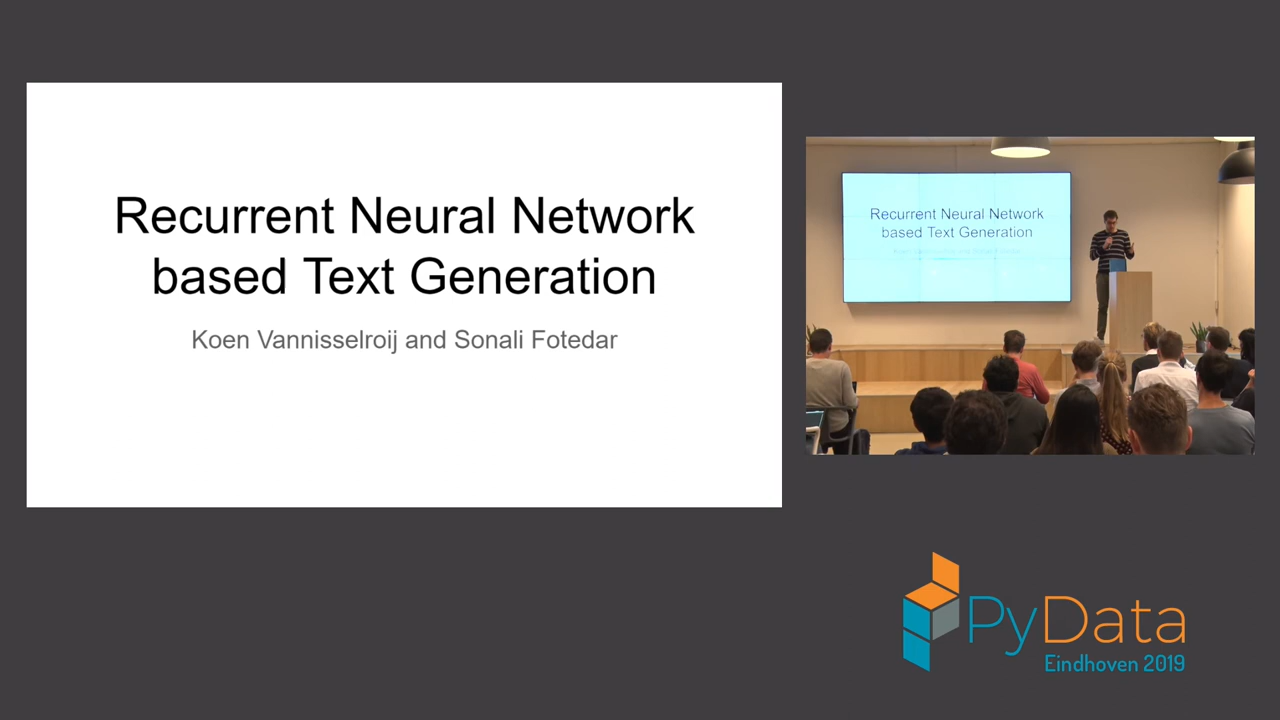 Recurrent Neural Network
based Text Generation
Koen Vannisselroij and Sonali Fotedar
Recurrent Neural Network
based Text Generation
PyData
Eindhoven 2019